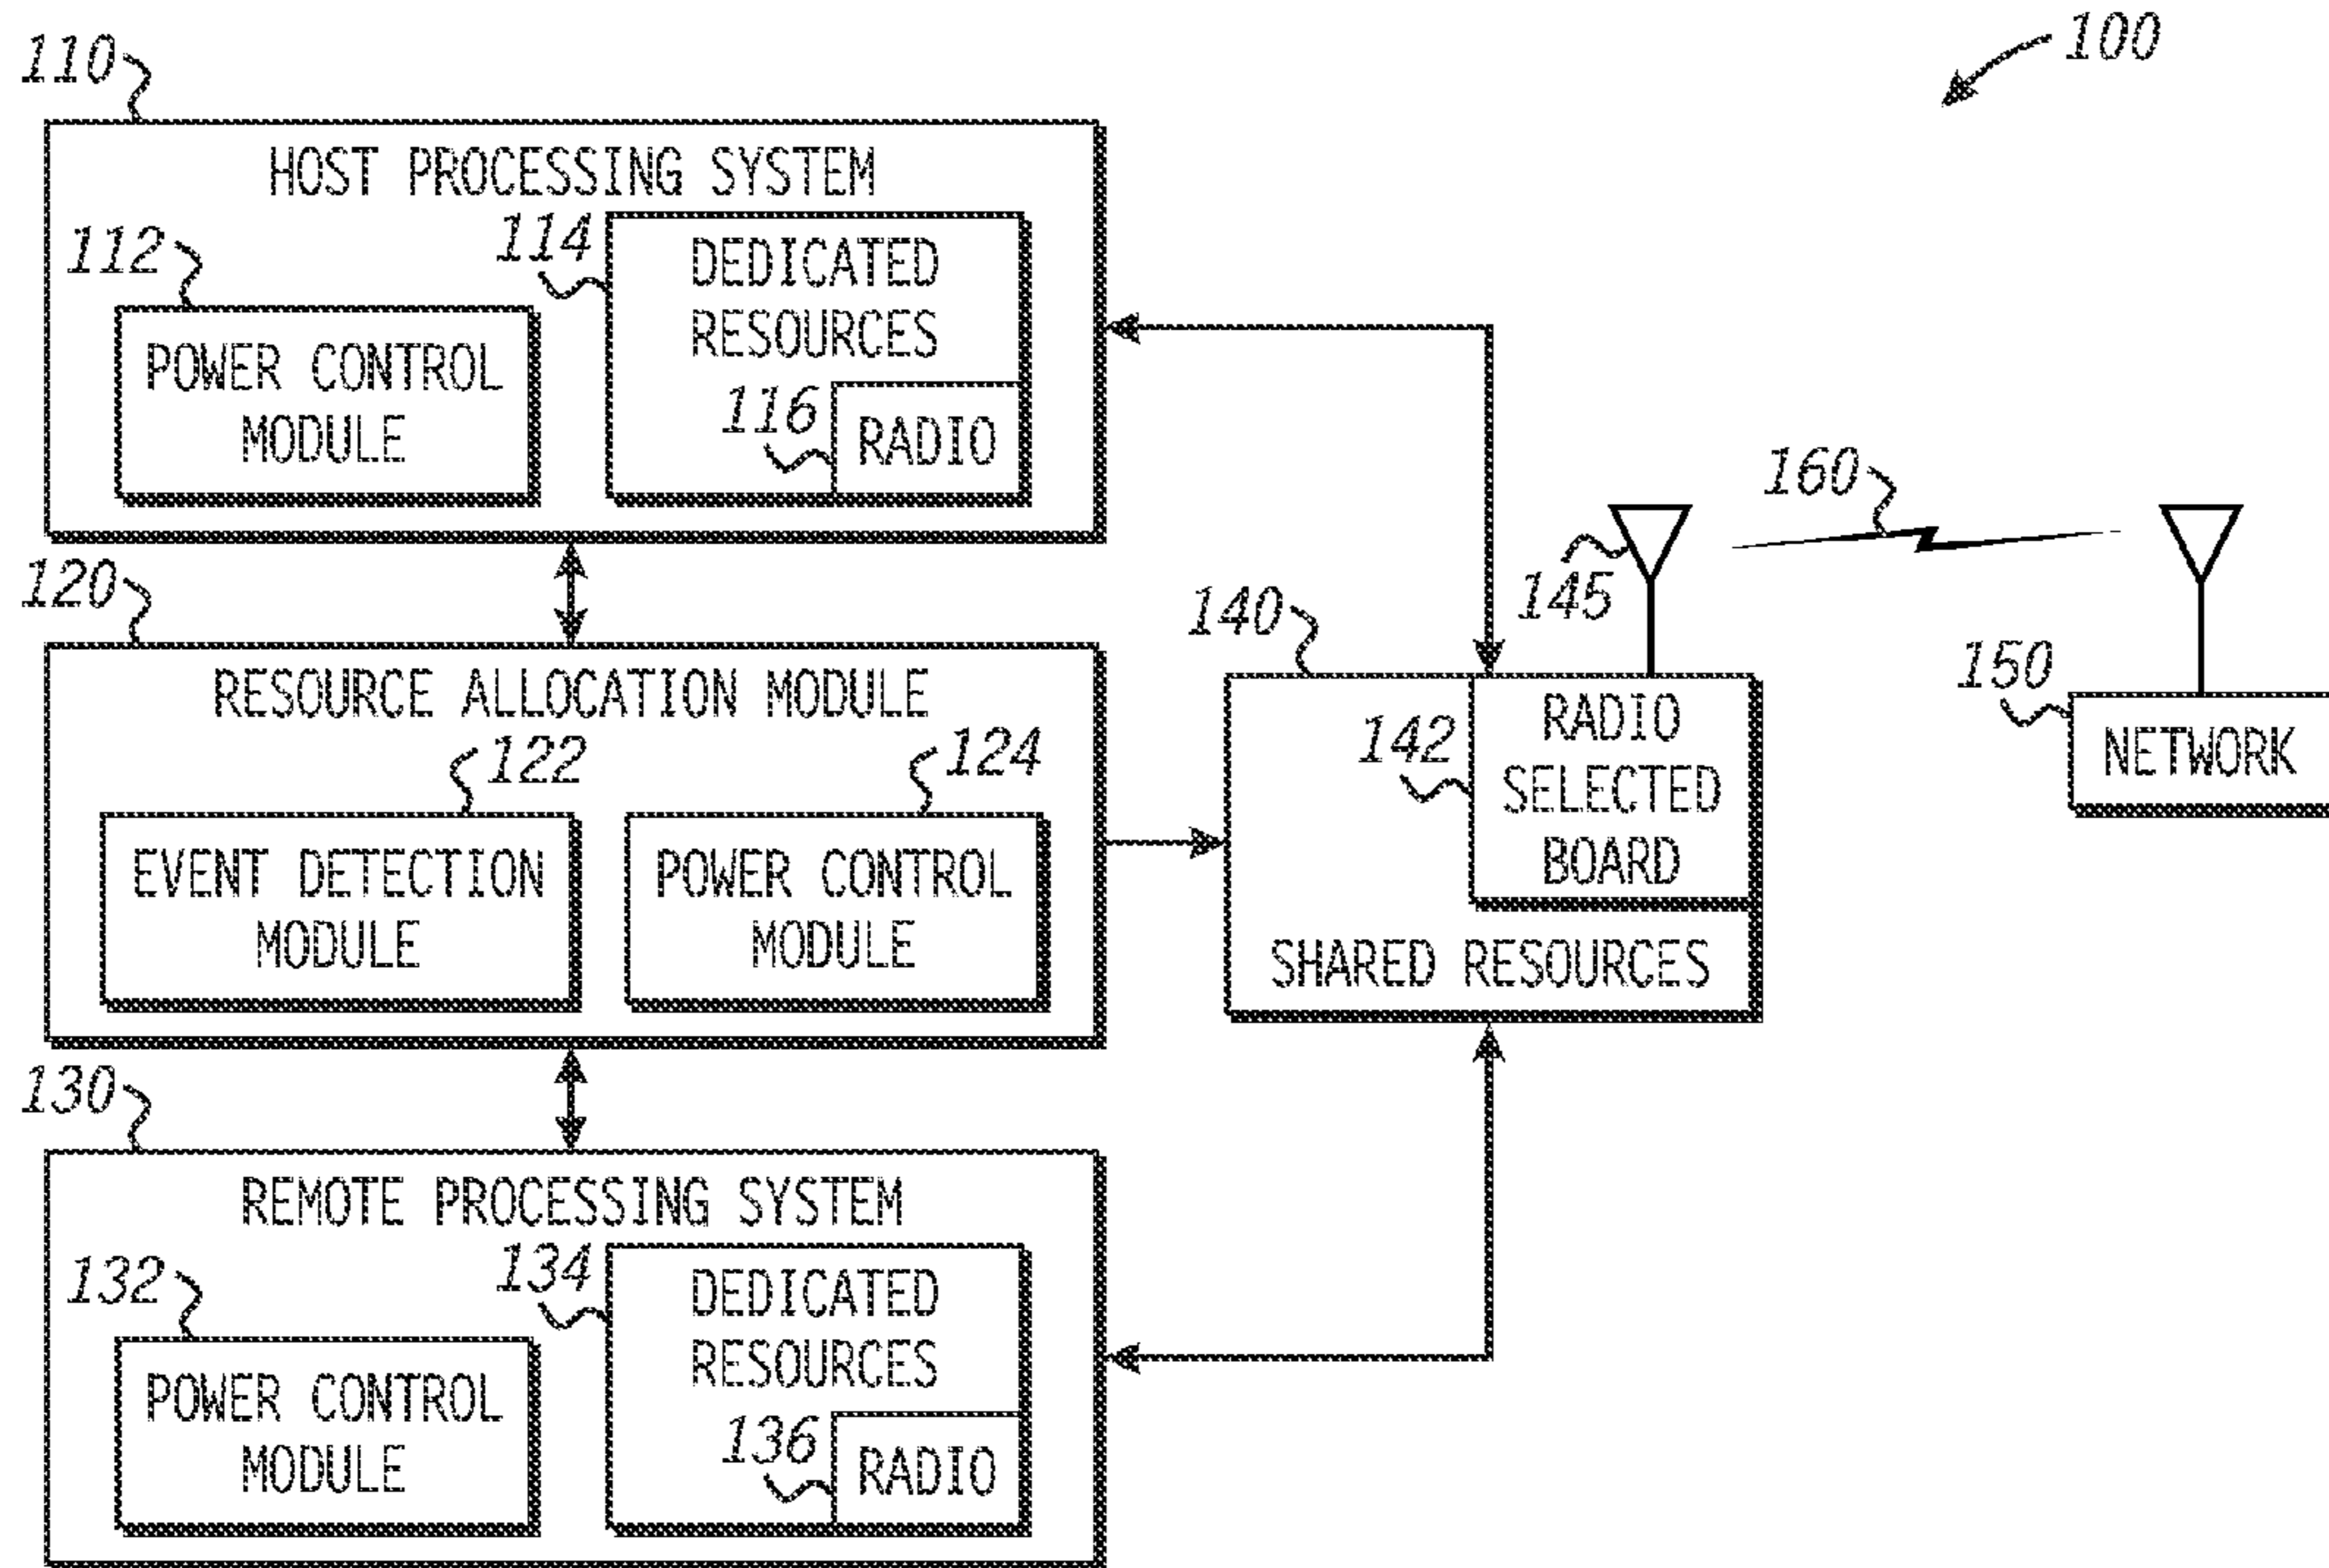 100
110
HOST PROCESSING SYSTEM
112
POWER CONTROL
MODULE
114
DEDICATED
RESOURCES
116
RADIO
120
RESOURCE ALLOCATION MODULE
122
EVENT DETECTION
MODULE
124
POWER CONTROL
MODULE
130
REMOTE PROCESSING SYSTEM
132
POWER CONTROL
MODULE
134
DEDICATED
RESOURCES
136
RADIO
140
142
RADIO
SELECTED
BOARD
SHARED RESOURCES
145
160
150
NETWORK